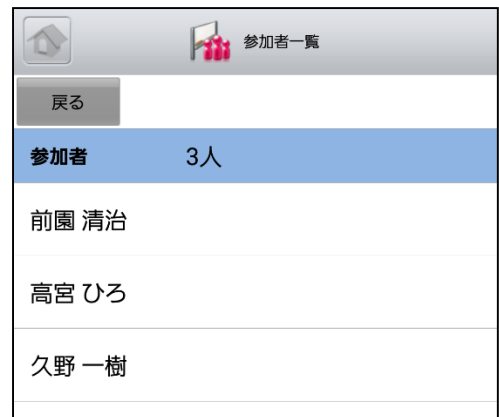 参加者一覧
戻る
参加者 3人
前園 清治
高宮 ひろ
久野 一樹